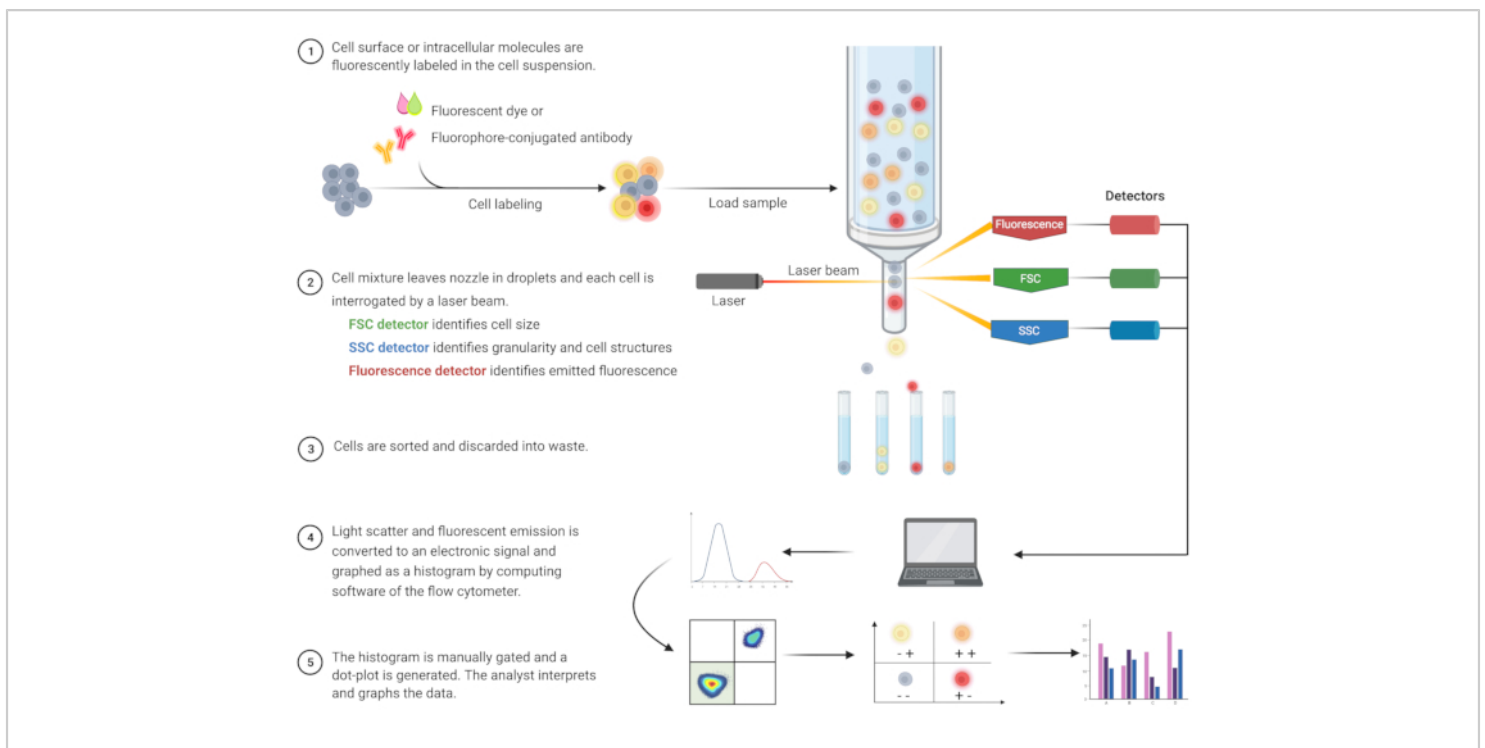 1
Cell surface or intracellular molecules are
fluorescently labeled in the cell suspension.
Fluorescent dye or
Fluorophore-conjugated antibody
Cell labeling
Load sample
Detectors
Fluorescence
FSC
SSC
Laser beam
Laser
2
Cell mixture leaves nozzle in droplets and each cell is
interrogated by a laser beam.
FSC detector identifies cell size
SSC detector identifies granularity and cell structures
Fluorescence detector identifies emitted fluorescence
3
Cells are sorted and discarded into waste.
4
Light scatter and fluorescent emission is
converted to an electronic signal and
graphed as a histogram by computing
software of the flow cytometer.
5
The histogram is manually gated and a
dot-plot is generated. The analyst interprets
and graphs the data.
- +
+ +
- -
+ -
A B C